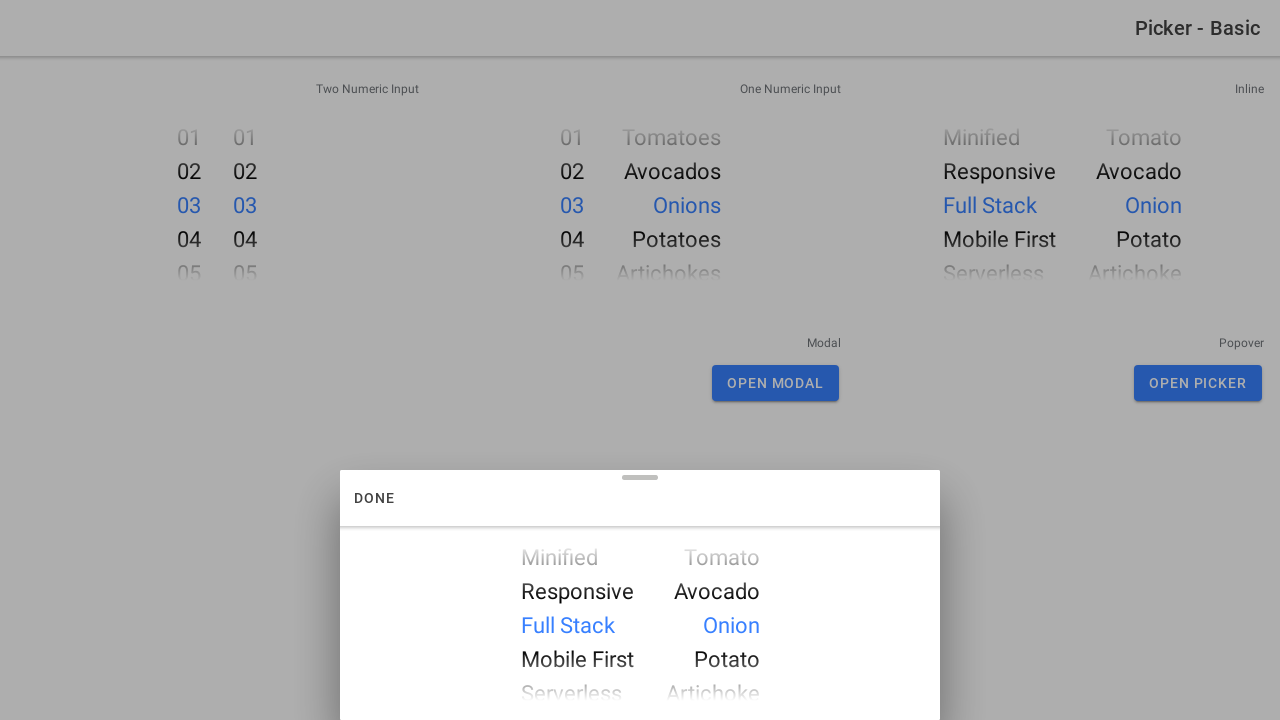 Picker - Basic
Two Numeric Input
01 01
02 02
03 03
04 04
05 05
One Numeric Input
01 Tomatoes
02 Avocados
03 Onions
04 Potatoes
05 Artichokes
Inline
Minified Tomato
Responsive Avocado
Full Stack Onion
Mobile First Potato
Serverless Artichoke
Modal
OPEN MODAL
Popover
OPEN PICKER
DONE
Minified Tomato
Responsive Avocado
Full Stack Onion
Mobile First Potato
Serverless Artichoke